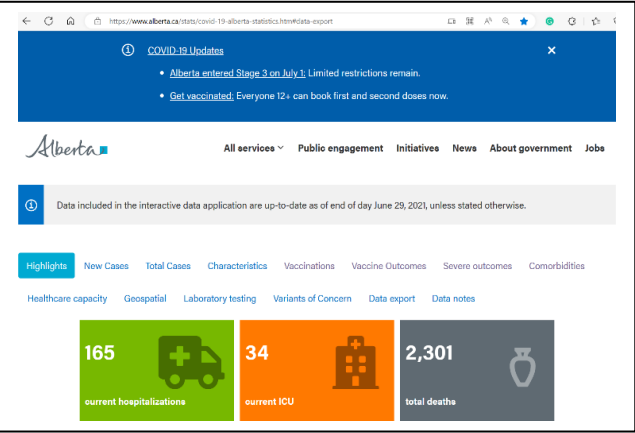 https://www.alberta.ca/stats/covid-19-alberta-statistics.htm#data-export
COVID-19 Updates
Alberta entered Stage 3 on July 1: Limited restrictions remain.
Get vaccinated: Everyone 12+ can book first and second doses now.
Alberta
All services Public engagement Initiatives News About government Jobs
Data included in the interactive data application are up-to-date as of end of day June 29, 2021, unless stated otherwise.
Highlights New Cases Total Cases Characteristics Vaccinations Vaccine Outcomes Severe outcomes Comorbidities
Healthcare capacity Geospatial Laboratory testing Variants of Concern Data export Data notes
165 34 2,301
current hospitalizations current ICU total deaths